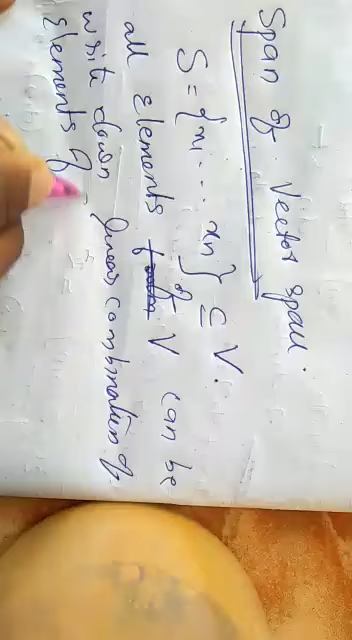 Span of Vector space.
S = {x1 ... xn} ⊆ V.
all elements of V can be
write down linear combination of
elements of